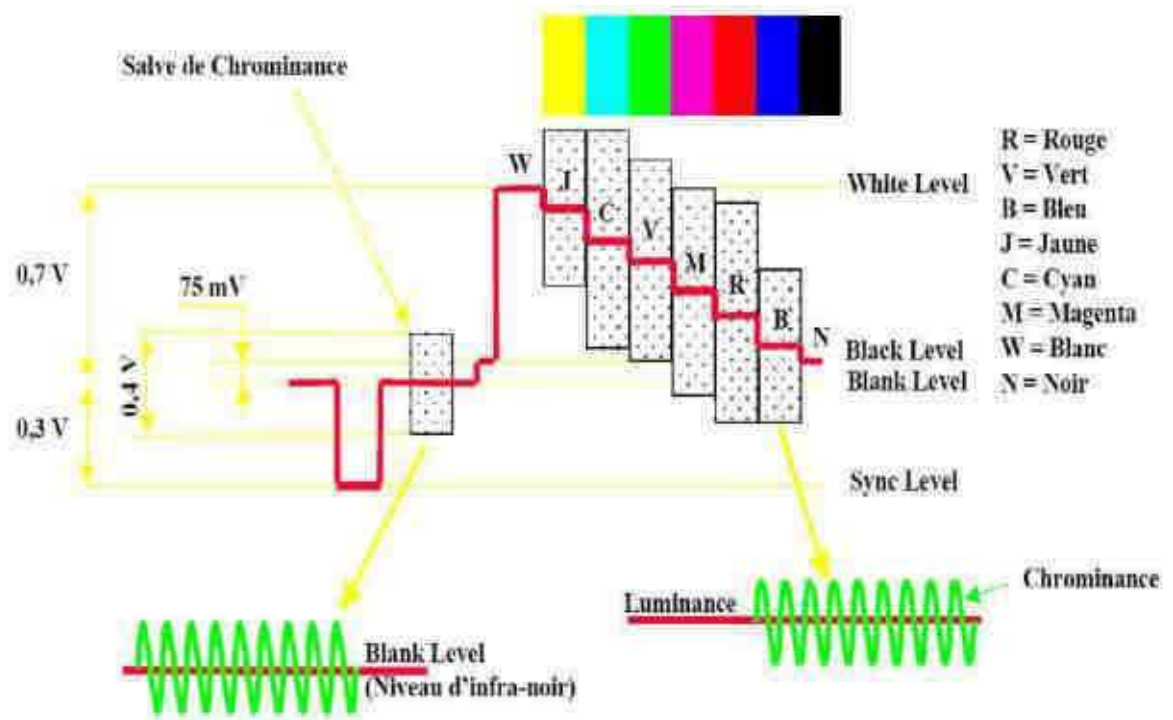 Salve de Chrominance
W
J
C
V
M
R
B
N
R = Rouge
V = Vert
B = Bleu
J = Jaune
C = Cyan
M = Magenta
W = Blanc
N = Noir
White Level
Black Level
Blank Level
Sync Level
0,7 V
75 mV
0,4 V
0,3 V
Blank Level
(Niveau d'infra-noir)
Luminance
Chrominance